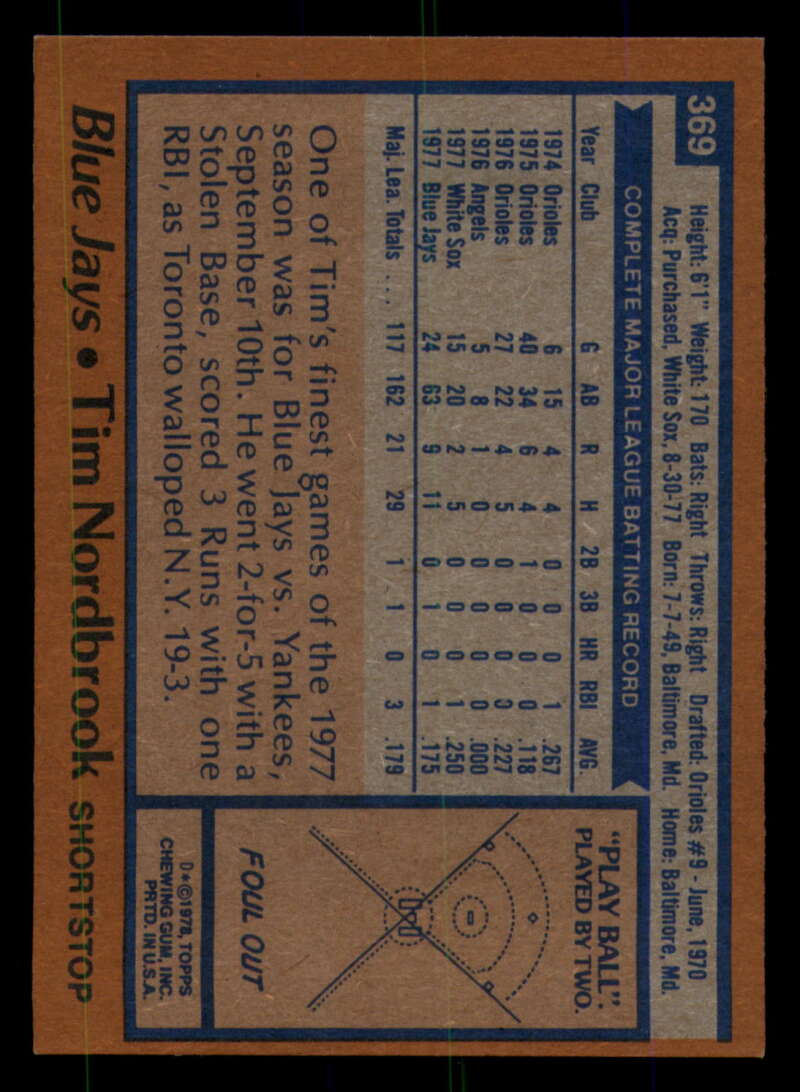 369
Height: 6'1" Weight: 170 Bats: Right Throws: Right Drafted: Orioles #9 - June, 1970
Acq: Purchased, White Sox, 8-30-77 Born: 7-7-49, Baltimore, Md. Home: Baltimore, Md.
COMPLETE MAJOR LEAGUE BATTING RECORD
Year Club G AB R H 2B 3B HR RBI AVG.
1974 Orioles 6 15 4 4 0 0 0 1 .267
1975 Orioles 40 34 6 4 1 0 0 0 .118
1976 Orioles 27 22 4 5 0 0 0 0 .227
1976 Angels 5 8 1 0 0 0 0 0 .000
1977 White Sox 15 20 2 5 0 0 0 1 .250
1977 Blue Jays 24 63 9 11 0 1 0 1 .175
Maj. Lea. Totals ... 117 162 21 29 1 1 0 3 .179
One of Tim's finest games of the 1977
season was for Blue Jays vs. Yankees,
September 10th. He went 2-for-5 with a
Stolen Base, scored 3 Runs with one
RBI, as Toronto walloped N.Y. 19-3.
"PLAY BALL":
PLAYED BY TWO.
FOUL OUT
D*©1978, TOPPS
CHEWING GUM, INC.
PRTD. IN U.S.A.
Blue Jays • Tim Nordbrook SHORTSTOP